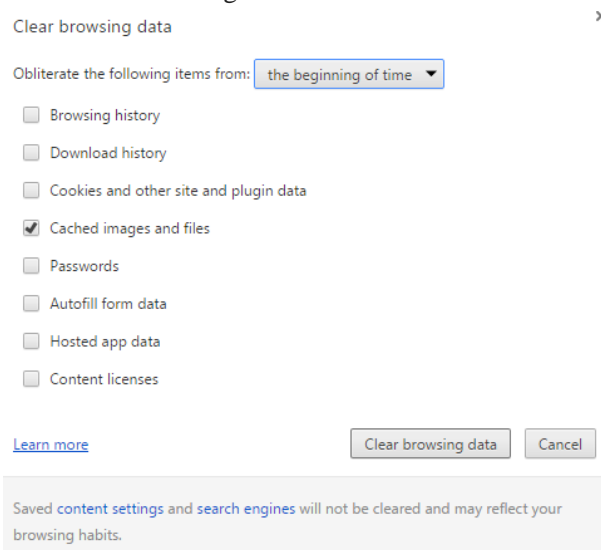 Clear browsing data
Obliterate the following items from: the beginning of time
Browsing history
Download history
Cookies and other site and plugin data
Cached images and files
Passwords
Autofill form data
Hosted app data
Content licenses
Learn more Clear browsing data Cancel
Saved content settings and search engines will not be cleared and may reflect your
browsing habits.